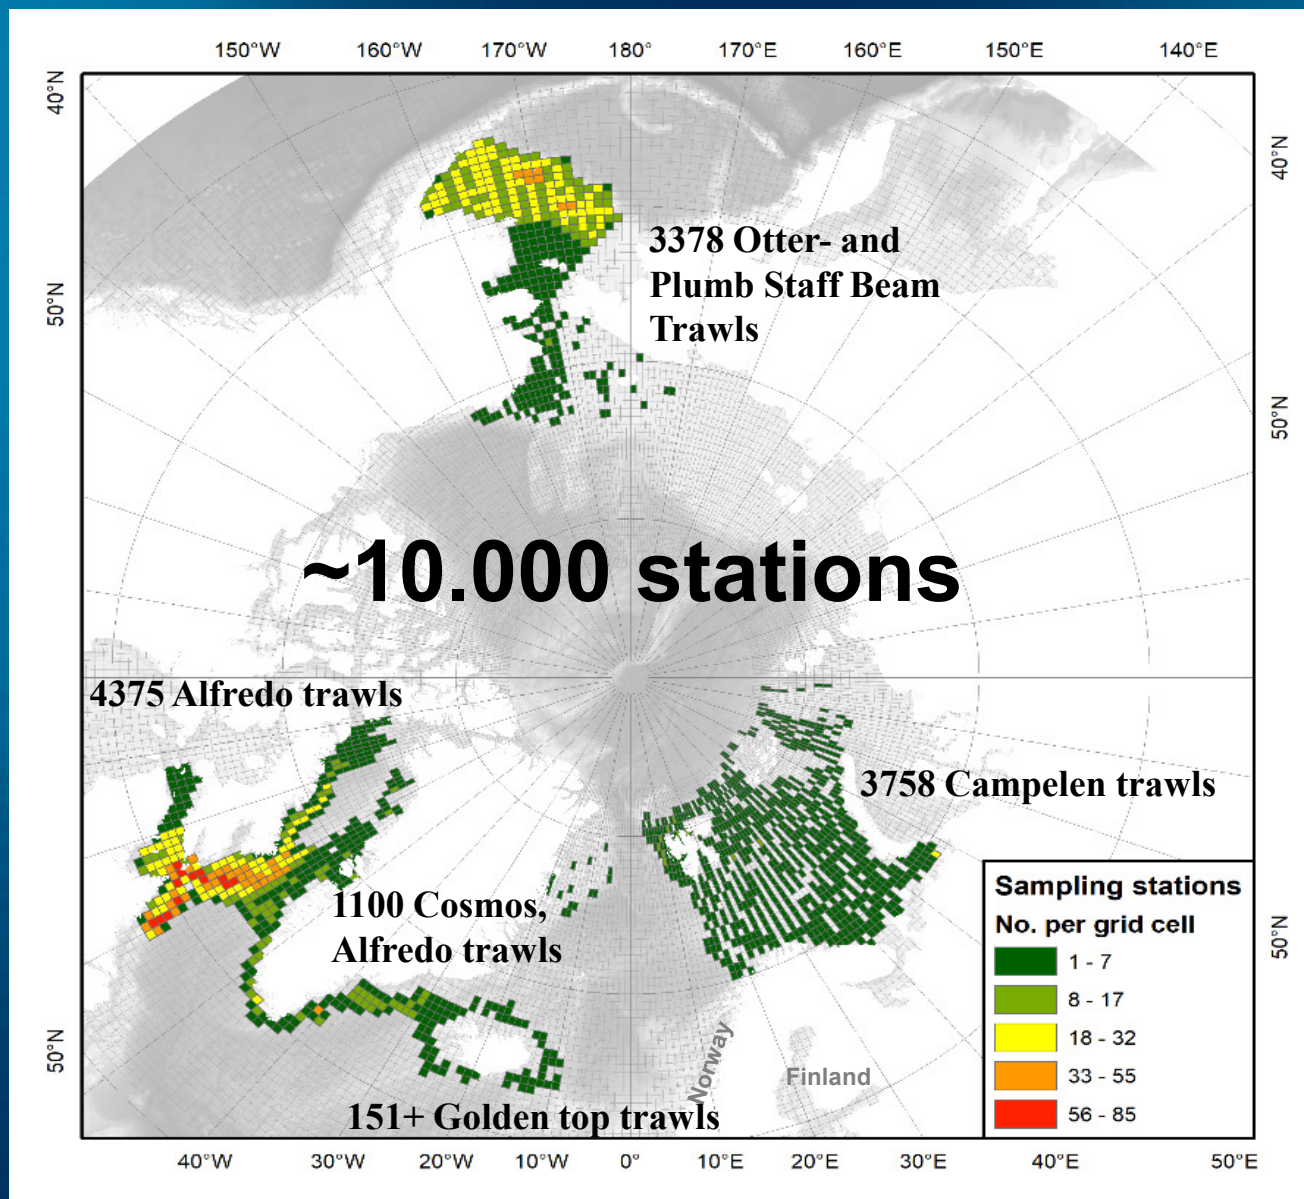 150°W 160°W 170°W 180° 170°E 160°E 150°E 140°E
40°N
40°N
3378 Otter- and
Plumb Staff Beam
Trawls
50°N
50°N
~10.000 stations
4375 Alfredo trawls
3758 Campelen trawls
1100 Cosmos,
Alfredo trawls
Sampling stations
No. per grid cell
1 - 7
8 - 17
18 - 32
33 - 55
56 - 85
50°N
50°N
Norway
Finland
151+ Golden top trawls
40°W 30°W 20°W 10°W 0° 10°E 20°E 30°E 40°E 50°E